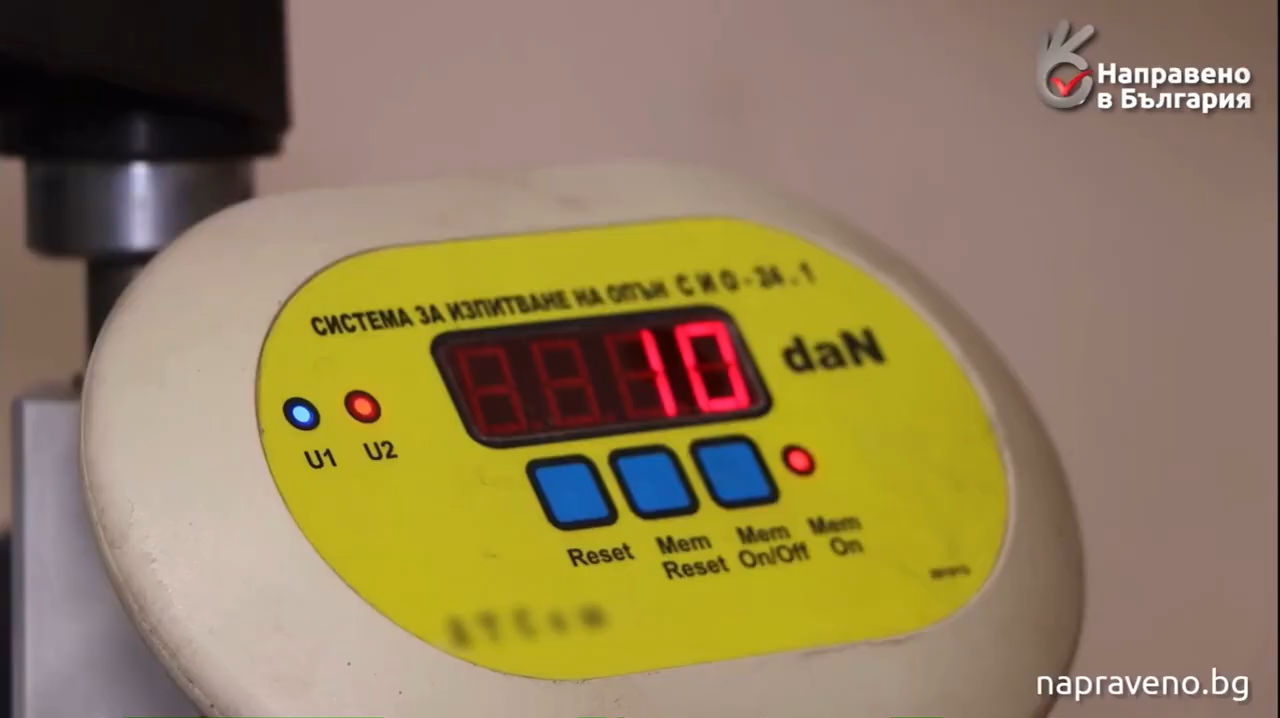 Направено
в България
СИСТЕМА ЗА ИЗПИТВАНЕ НА ОПЪН СИО-24.1
10 daN
U1 U2
Reset Mem Reset Mem On/Off Mem On
napraveno.bg